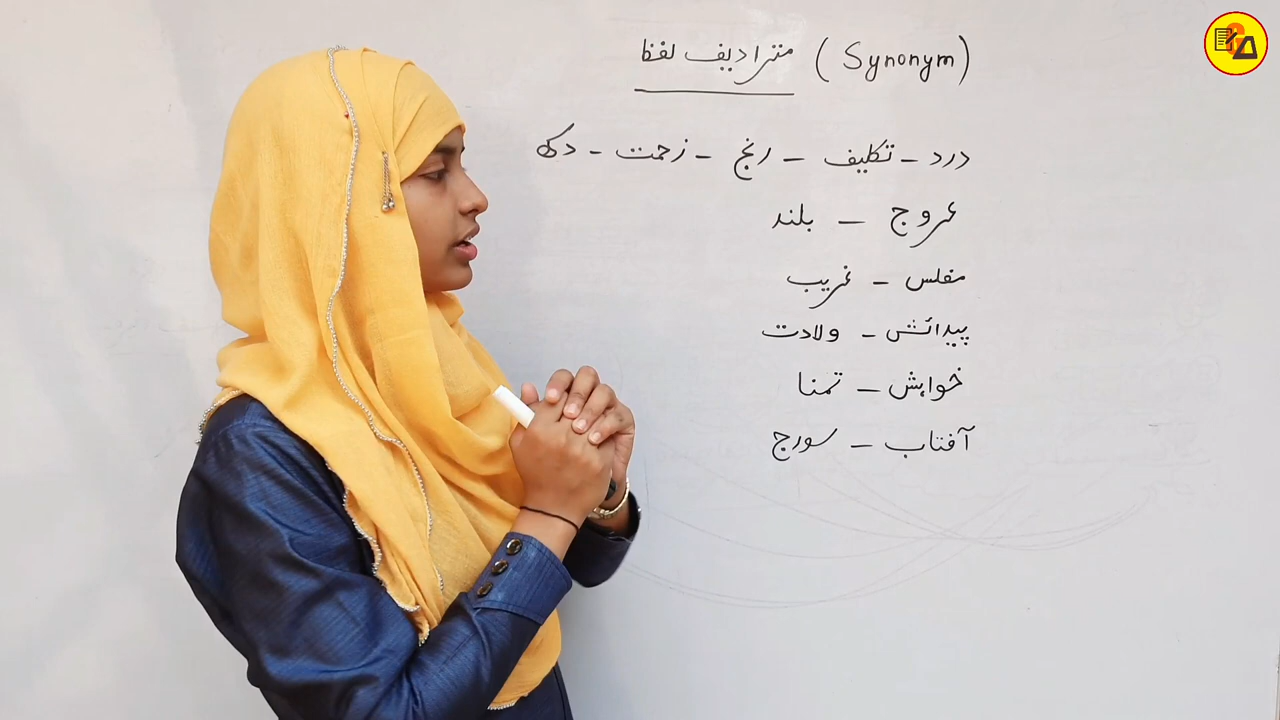 مترادیف لفظ (Synonym)
درد - تکلیف - رنج - زحمت - دکھ
عروج - بلند
مفلس - غریب
پیدائش - ولادت
خواہش - تمنا
آفتاب - سورج